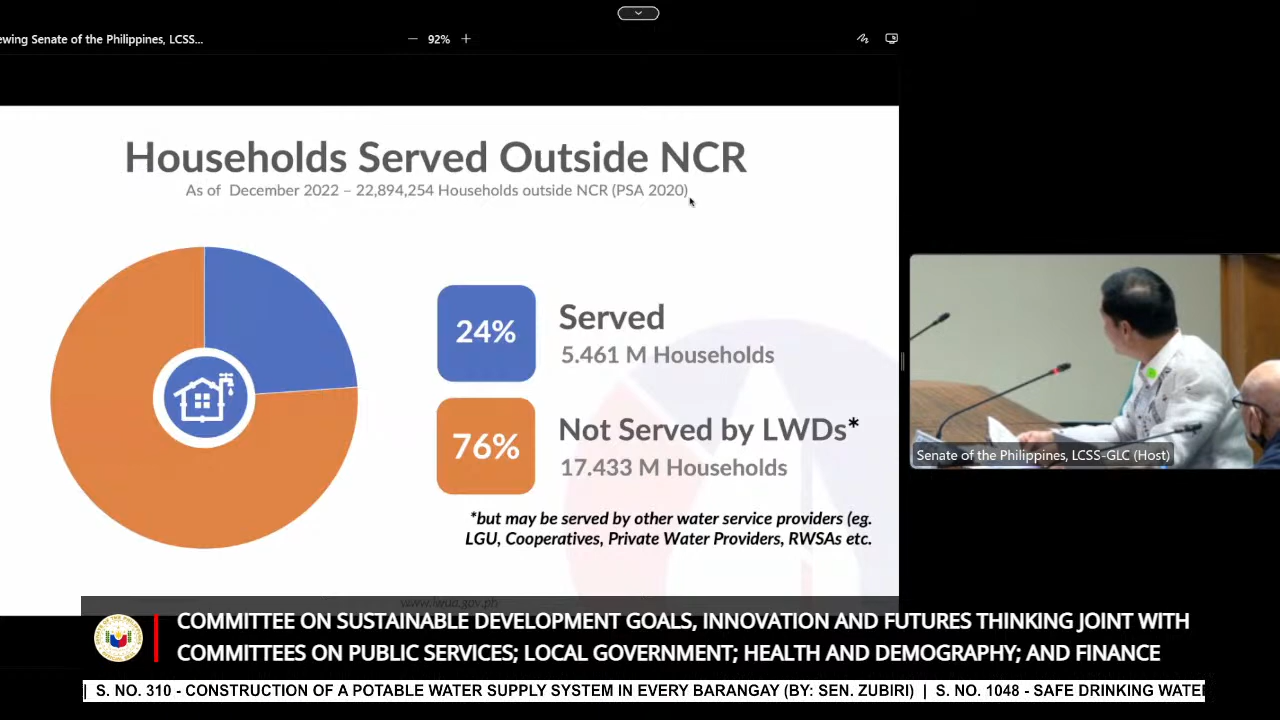 ewing Senate of the Philippines, LCSS...
92%
Households Served Outside NCR
As of December 2022 – 22,894,254 Households outside NCR (PSA 2020)
24%
Served
5.461 M Households
76%
Not Served by LWDs*
17.433 M Households
*but may be served by other water service providers (eg.
LGU, Cooperatives, Private Water Providers, RWSAs etc.
www.lwua.gov.ph
Senate of the Philippines, LCSS-GLC (Host)
COMMITTEE ON SUSTAINABLE DEVELOPMENT GOALS, INNOVATION AND FUTURES THINKING JOINT WITH
COMMITTEES ON PUBLIC SERVICES; LOCAL GOVERNMENT; HEALTH AND DEMOGRAPHY; AND FINANCE
| S. NO. 310 - CONSTRUCTION OF A POTABLE WATER SUPPLY SYSTEM IN EVERY BARANGAY (BY: SEN. ZUBIRI) | S. NO. 1048 - SAFE DRINKING WATE